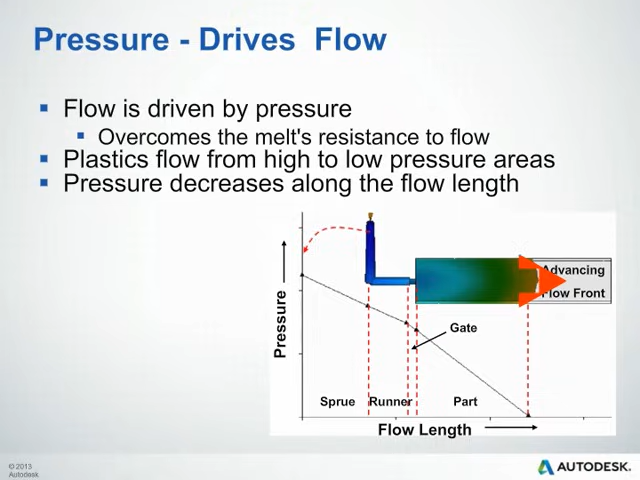 Pressure - Drives Flow
Flow is driven by pressure
Overcomes the melt's resistance to flow
Plastics flow from high to low pressure areas
Pressure decreases along the flow length
Advancing
Flow Front
Pressure
Gate
Sprue
Runner
Part
Flow Length
© 2013
Autodesk
AUTODESK.